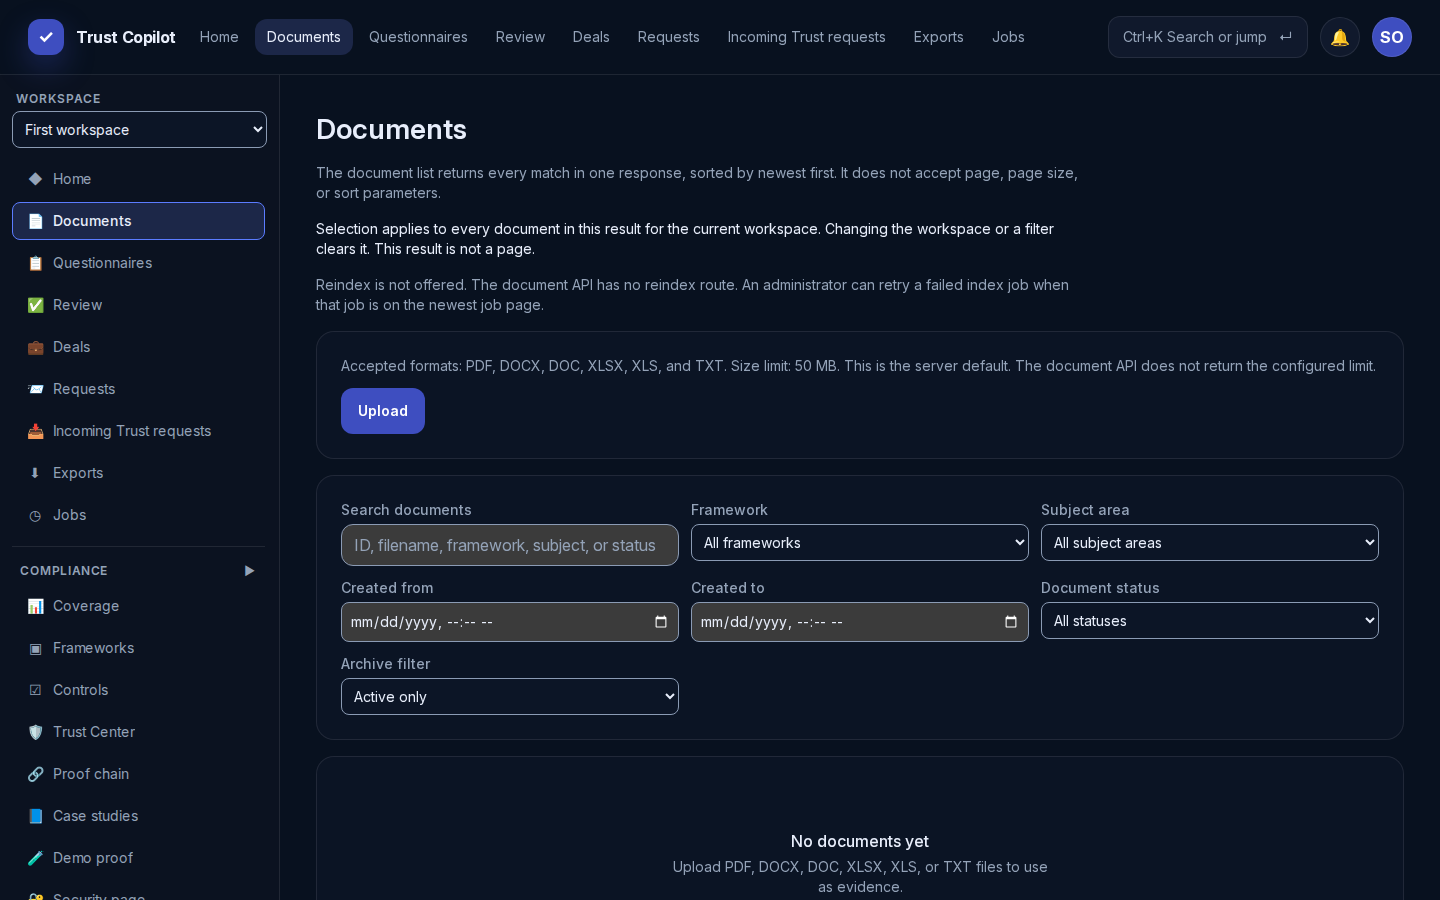 Trust Copilot
Home
Documents
Questionnaires
Review
Deals
Requests
Incoming Trust requests
Exports
Jobs
Ctrl+K Search or jump ↵
SO
WORKSPACE
First workspace
Home
Documents
Questionnaires
Review
Deals
Requests
Incoming Trust requests
Exports
Jobs
COMPLIANCE
Coverage
Frameworks
Controls
Trust Center
Proof chain
Case studies
Demo proof
Security page
Documents
The document list returns every match in one response, sorted by newest first. It does not accept page, page size,
or sort parameters.
Selection applies to every document in this result for the current workspace. Changing the workspace or a filter
clears it. This result is not a page.
Reindex is not offered. The document API has no reindex route. An administrator can retry a failed index job when
that job is on the newest job page.
Accepted formats: PDF, DOCX, DOC, XLSX, XLS, and TXT. Size limit: 50 MB. This is the server default. The document API does not return the configured limit.
Upload
Search documents
ID, filename, framework, subject, or status
Framework
All frameworks
Subject area
All subject areas
Created from
mm/dd/yyyy, --:-- --
Created to
mm/dd/yyyy, --:-- --
Document status
All statuses
Archive filter
Active only
No documents yet
Upload PDF, DOCX, DOC, XLSX, XLS, or TXT files to use
as evidence.